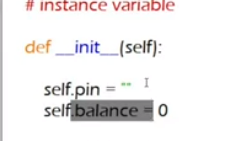 # instance variable
def __init__(self):
self.pin = ""
self.balance = 0